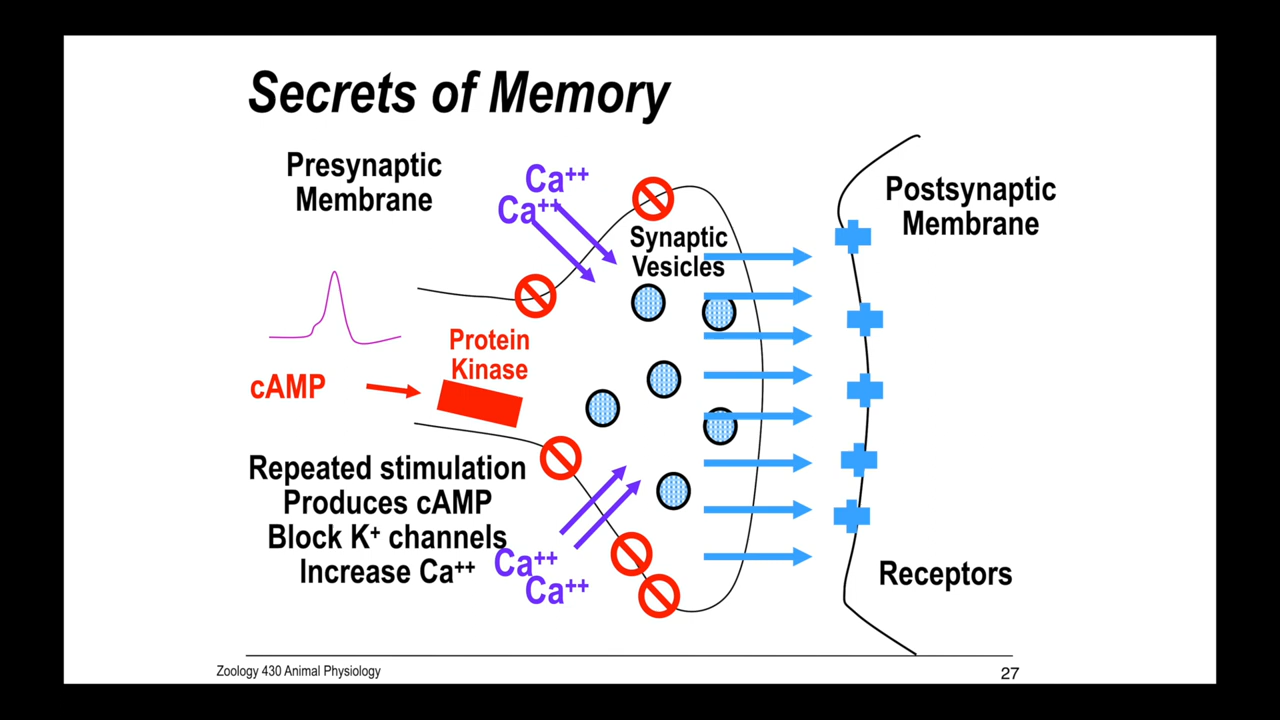 Secrets of Memory
Presynaptic
Membrane
Ca++
Ca++
Synaptic
Vesicles
Postsynaptic
Membrane
Protein
Kinase
cAMP
Repeated stimulation
Produces cAMP
Block K+ channels
Increase Ca++
Ca++
Ca++
Receptors
Zoology 430 Animal Physiology
27